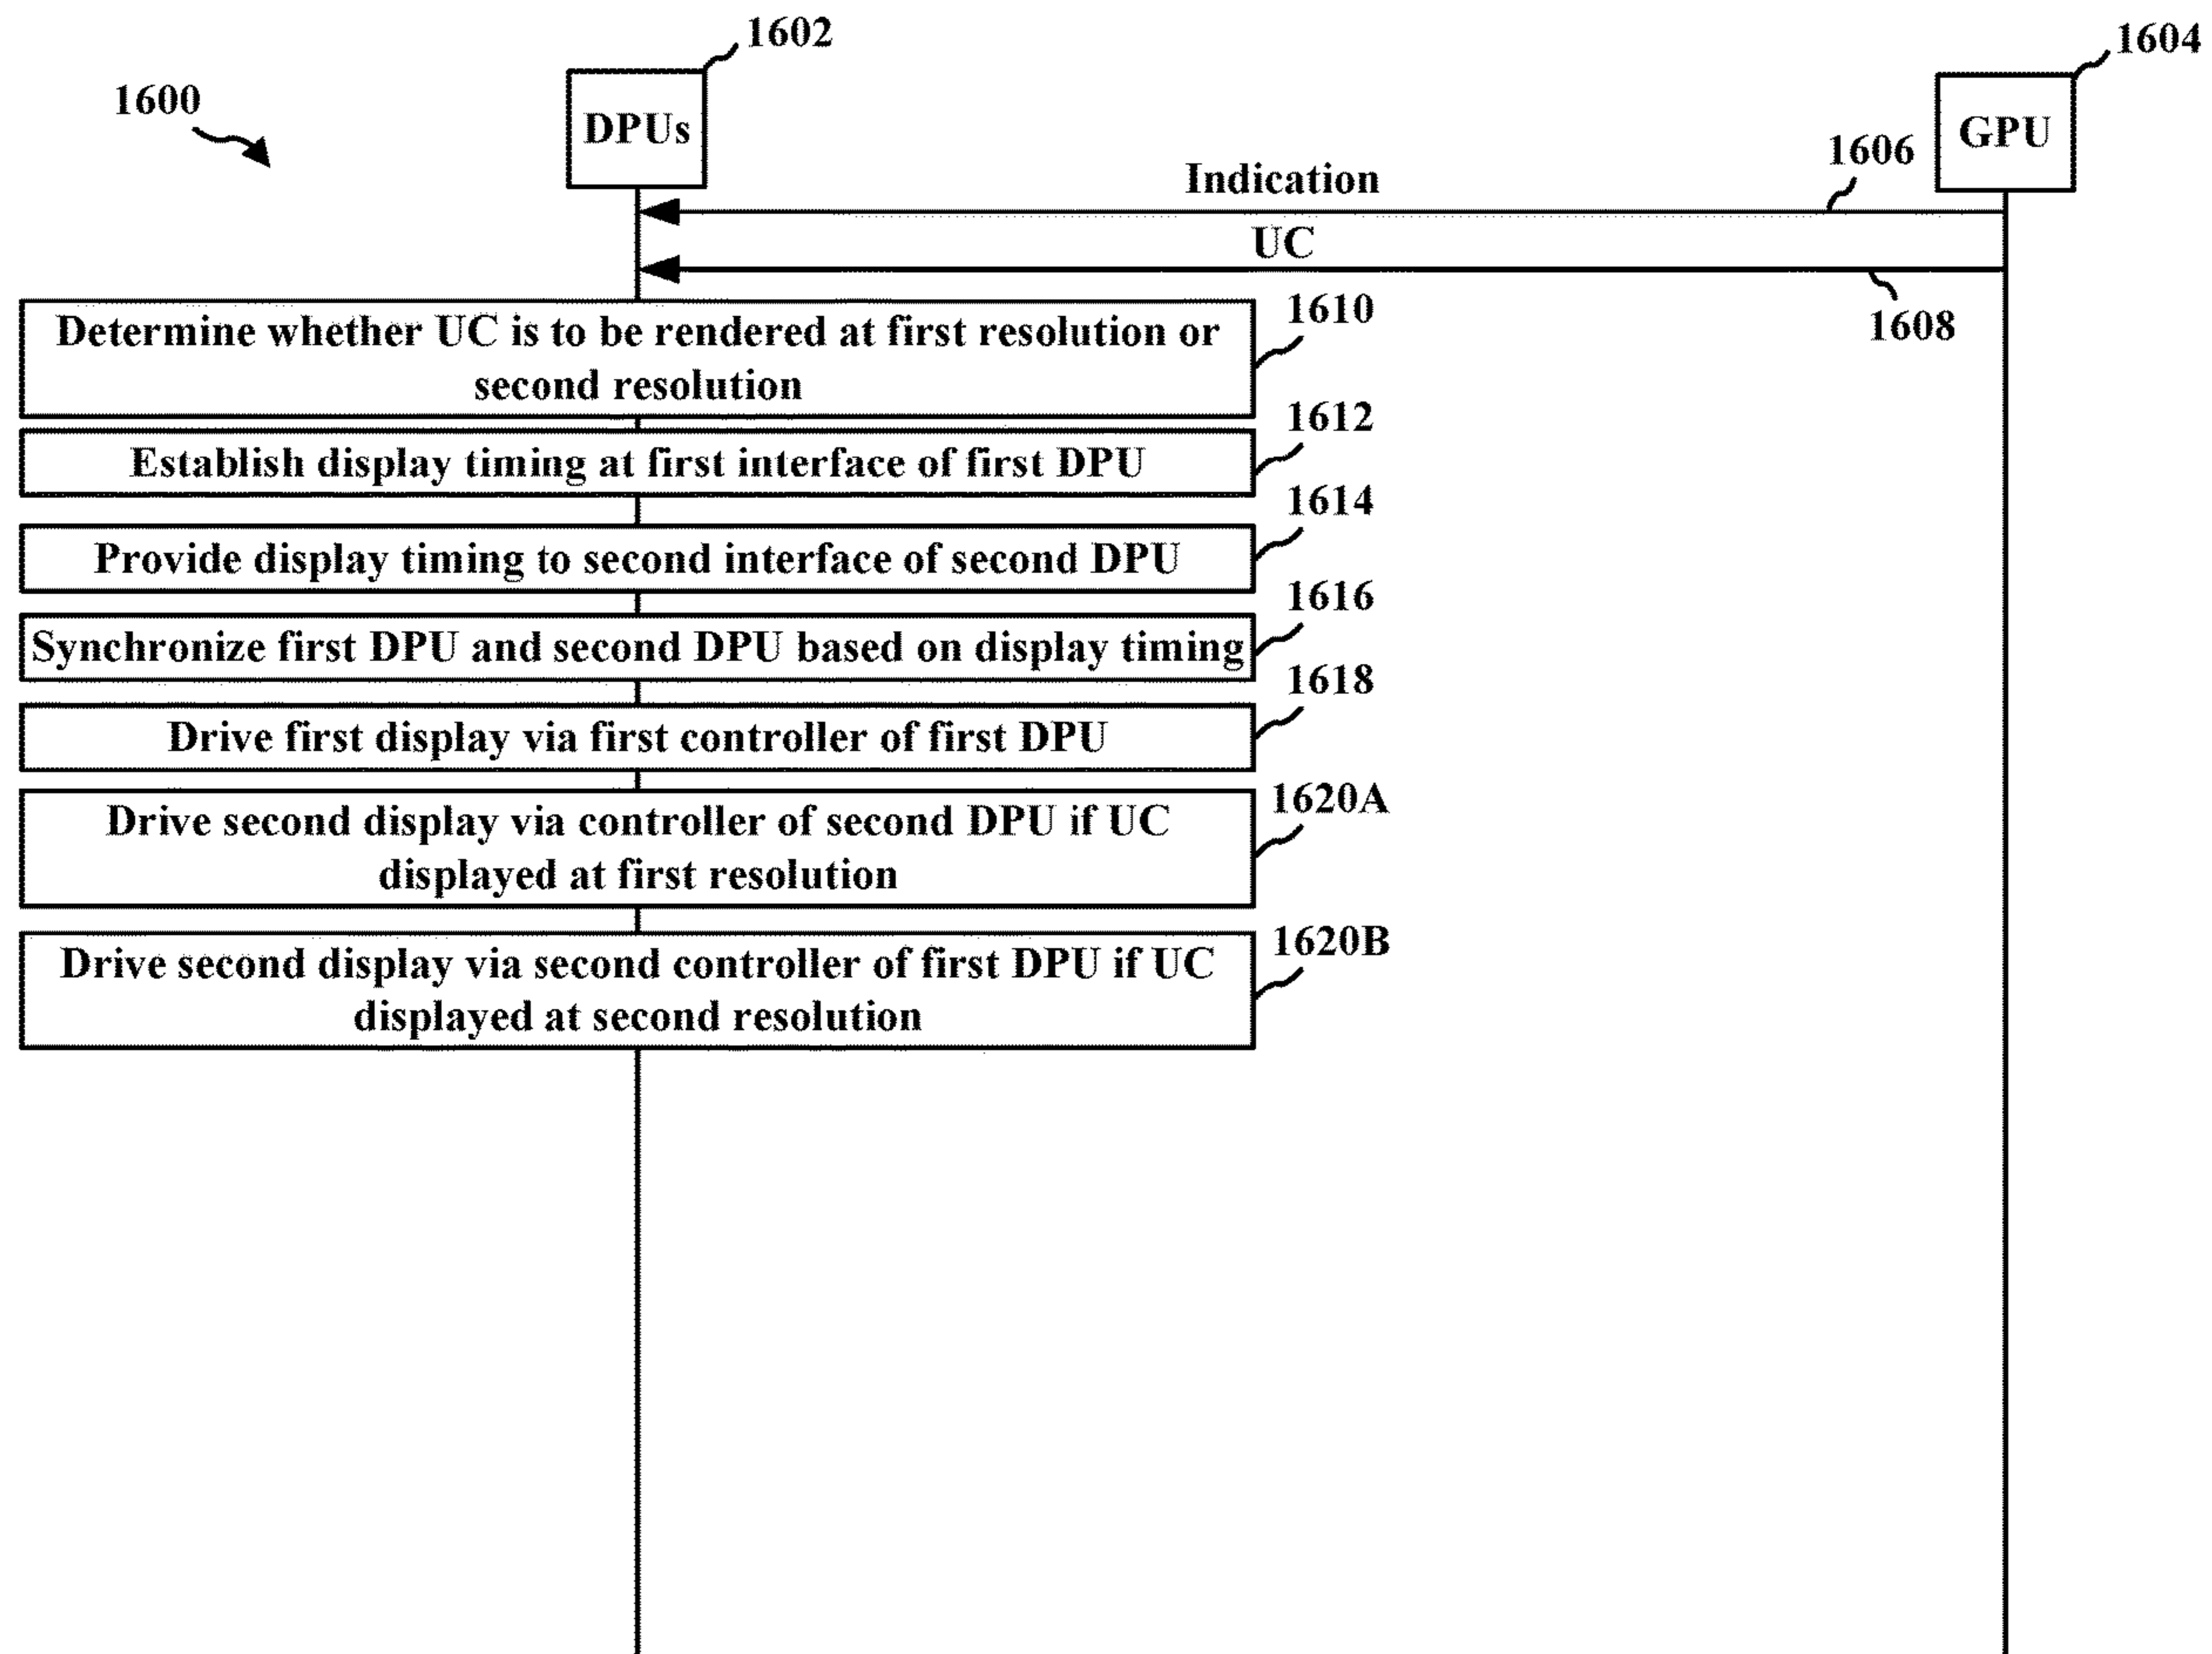 1602
1604
1600
DPUs
GPU
1606
Indication
UC
1608
1610
Determine whether UC is to be rendered at first resolution or
second resolution
1612
Establish display timing at first interface of first DPU
1614
Provide display timing to second interface of second DPU
1616
Synchronize first DPU and second DPU based on display timing
1618
Drive first display via first controller of first DPU
1620A
Drive second display via controller of second DPU if UC
displayed at first resolution
1620B
Drive second display via second controller of first DPU if UC
displayed at second resolution